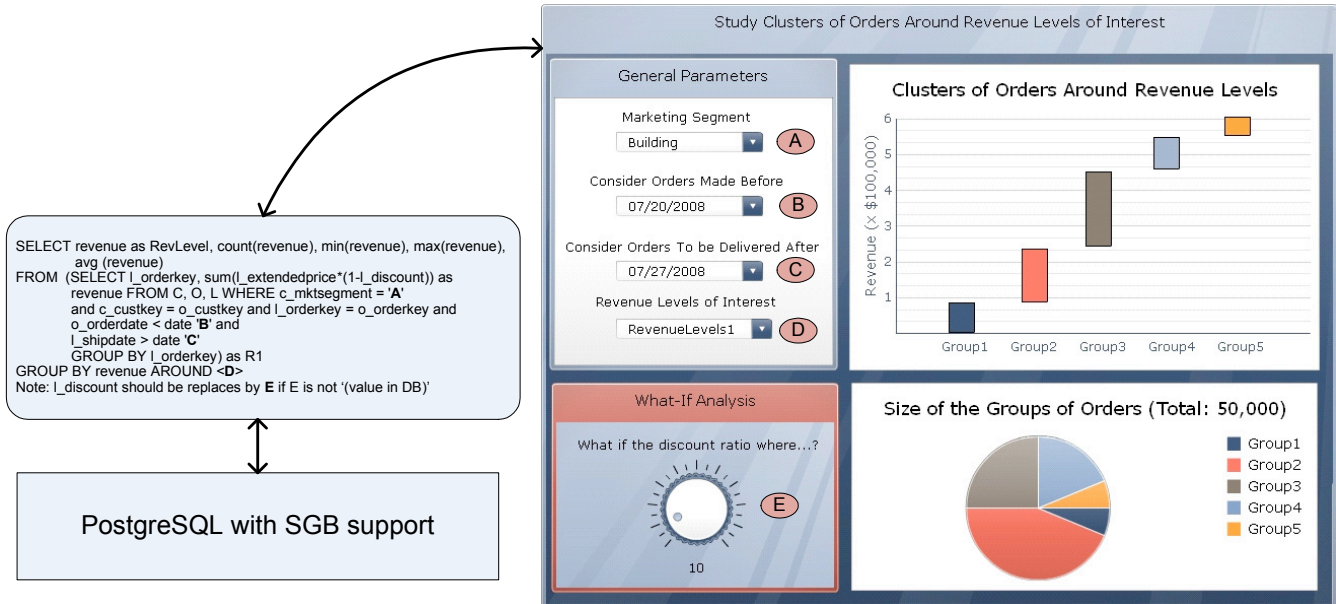 Study Clusters of Orders Around Revenue Levels of Interest
General Parameters
Marketing Segment
Building
A
Consider Orders Made Before
07/20/2008
B
Consider Orders To be Delivered After
07/27/2008
C
Revenue Levels of Interest
RevenueLevels1
D
Clusters of Orders Around Revenue Levels
Revenue (x $100,000)
6
5
4
3
2
1
Group1 Group2 Group3 Group4 Group5
SELECT revenue as RevLevel, count(revenue), min(revenue), max(revenue),
avg (revenue)
FROM (SELECT l_orderkey, sum(l_extendedprice*(1-l_discount)) as
revenue FROM C, O, L WHERE c_mktsegment = 'A'
and c_custkey = o_custkey and l_orderkey = o_orderkey and
o_orderdate < date 'B' and
l_shipdate > date 'C'
GROUP BY l_orderkey) as R1
GROUP BY revenue AROUND <D>
Note: l_discount should be replaces by E if E is not '(value in DB)'
PostgreSQL with SGB support
What-If Analysis
What if the discount ratio where...?
E
10
Size of the Groups of Orders (Total: 50,000)
Group1
Group2
Group3
Group4
Group5